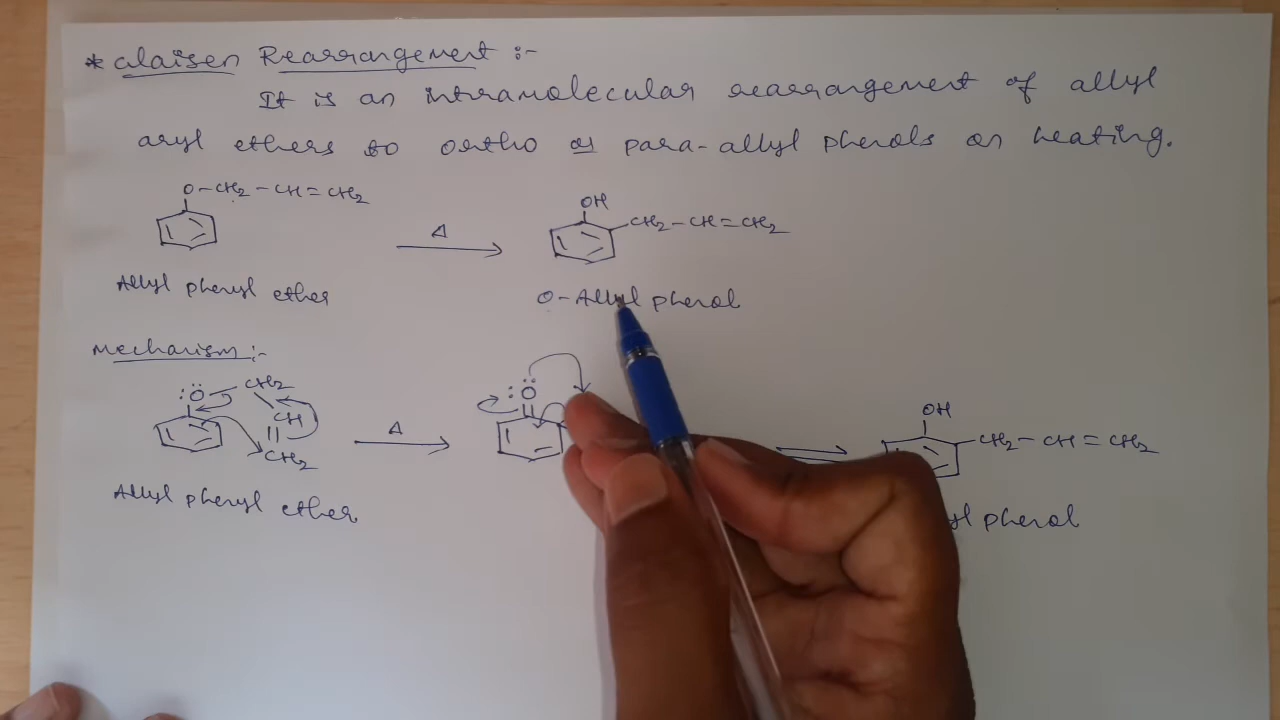 * Claisen Rearrangement :-
It is an intramolecular rearrangement of allyl
aryl ethers to ortho or para-allyl phenols on heating.
O-CH2-CH=CH2
OH
CH2-CH=CH2
Δ
Allyl phenyl ether
O-Allyl phenol
Mechanism:-
:Ö
CH2
CH
||
CH2
Δ
:Ö
OH
CH2-CH=CH2
Allyl phenyl ether
phenol